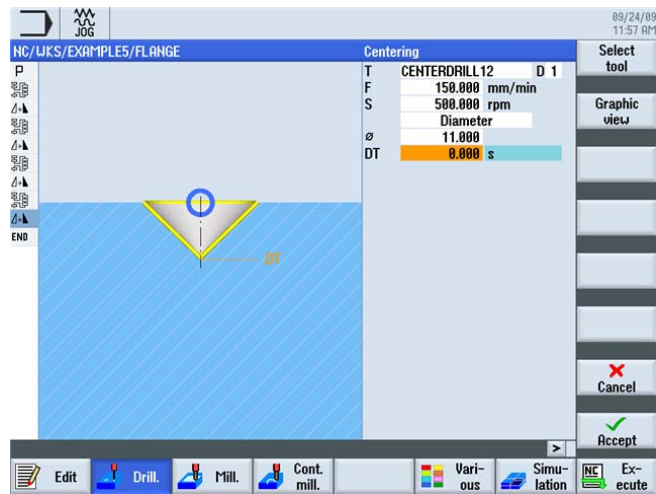 JOG
09/24/09
11:57 AM
NC/WKS/EXAMPLE5/FLANGE
Centering
Select
tool
P
T CENTERDRILL12 D 1
F 150.000 mm/min
S 500.000 rpm
Diameter
ø 11.000
DT 0.000 s
Graphic
view
END
DT
Cancel
Accept
>
Edit
Drill.
Mill.
Cont.
mill.
Vari-
ous
Simu-
lation
NC
Ex-
ecute